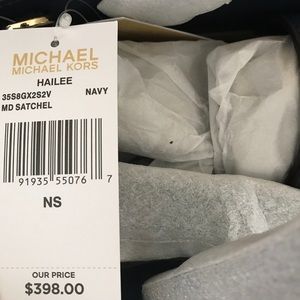 MICHAEL
MICHAEL KORS
HAILEE
35S8GX2S2V NAVY
MD SATCHEL
91935 55076 7
NS
OUR PRICE
$398.00